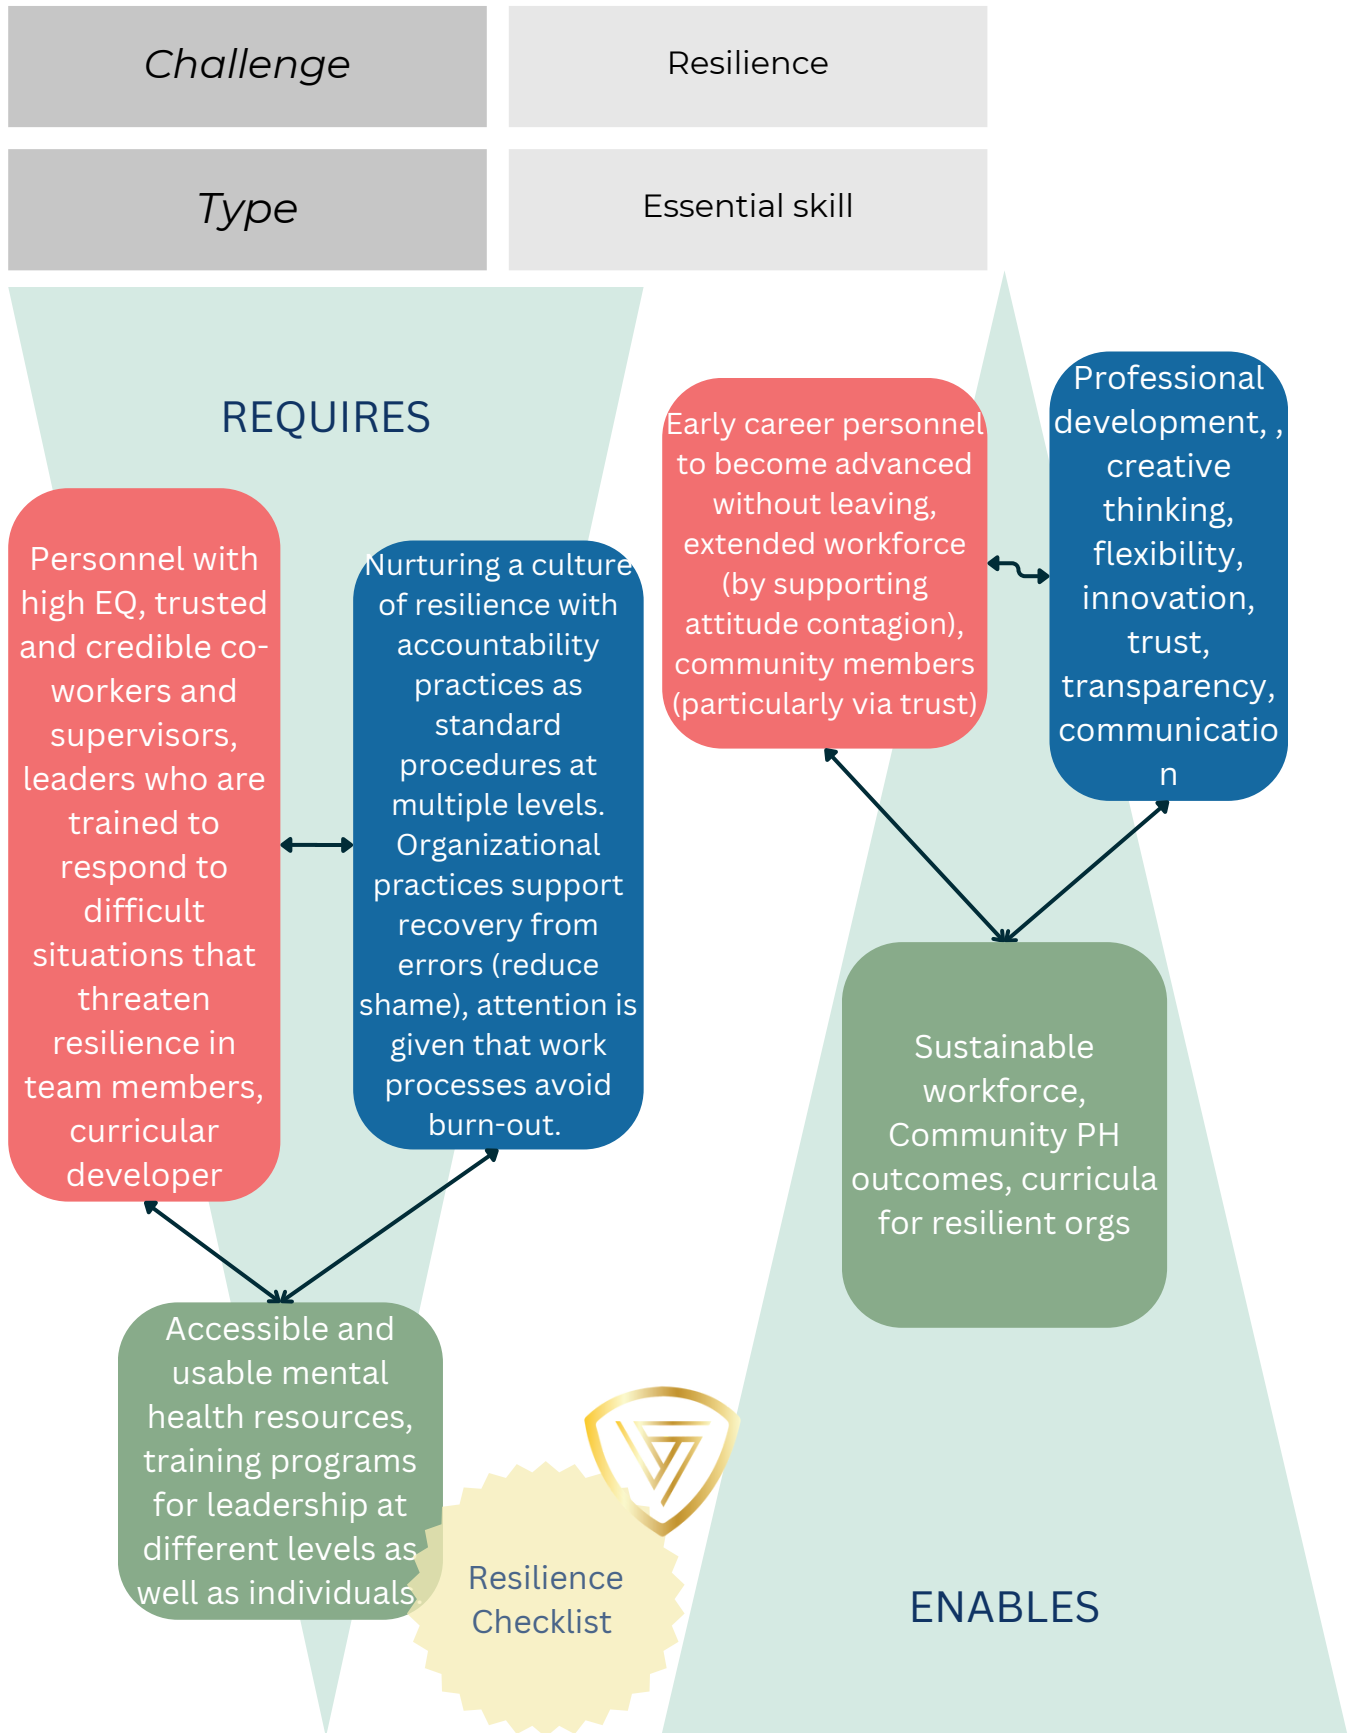 Challenge
Resilience
Type
Essential skill
REQUIRES
Personnel with
high EQ, trusted
and credible co-
workers and
supervisors,
leaders who are
trained to
respond to
difficult
situations that
threaten
resilience in
team members,
curricular
developer
Nurturing a culture
of resilience with
accountability
practices as
standard
procedures at
multiple levels.
Organizational
practices support
recovery from
errors (reduce
shame), attention is
given that work
processes avoid
burn-out.
Accessible and
usable mental
health resources,
training programs
for leadership at
different levels as
well as individuals.
Resilience
Checklist
Early career personnel
to become advanced
without leaving,
extended workforce
(by supporting
attitude contagion),
community members
(particularly via trust)
Professional
development, ,
creative
thinking,
flexibility,
innovation,
trust,
transparency,
communicatio
n
Sustainable
workforce,
Community PH
outcomes, curricula
for resilient orgs
ENABLES